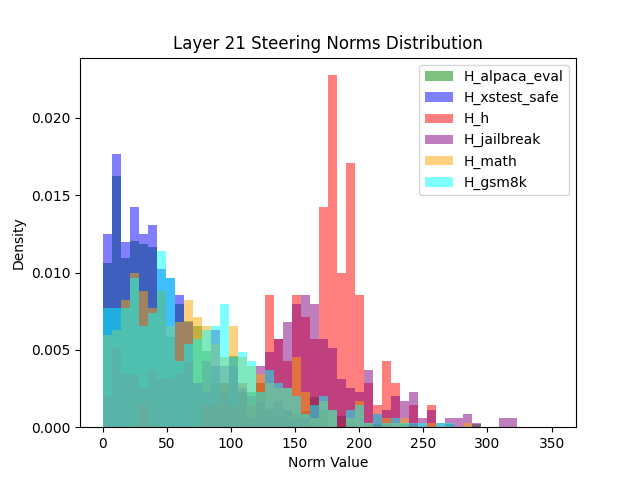 Layer 21 Steering Norms Distribution
H_alpaca_eval
H_xstest_safe
H_h
H_jailbreak
H_math
H_gsm8k
Density
0.020
0.015
0.010
0.005
0.000
0 50 100 150 200 250 300 350
Norm Value